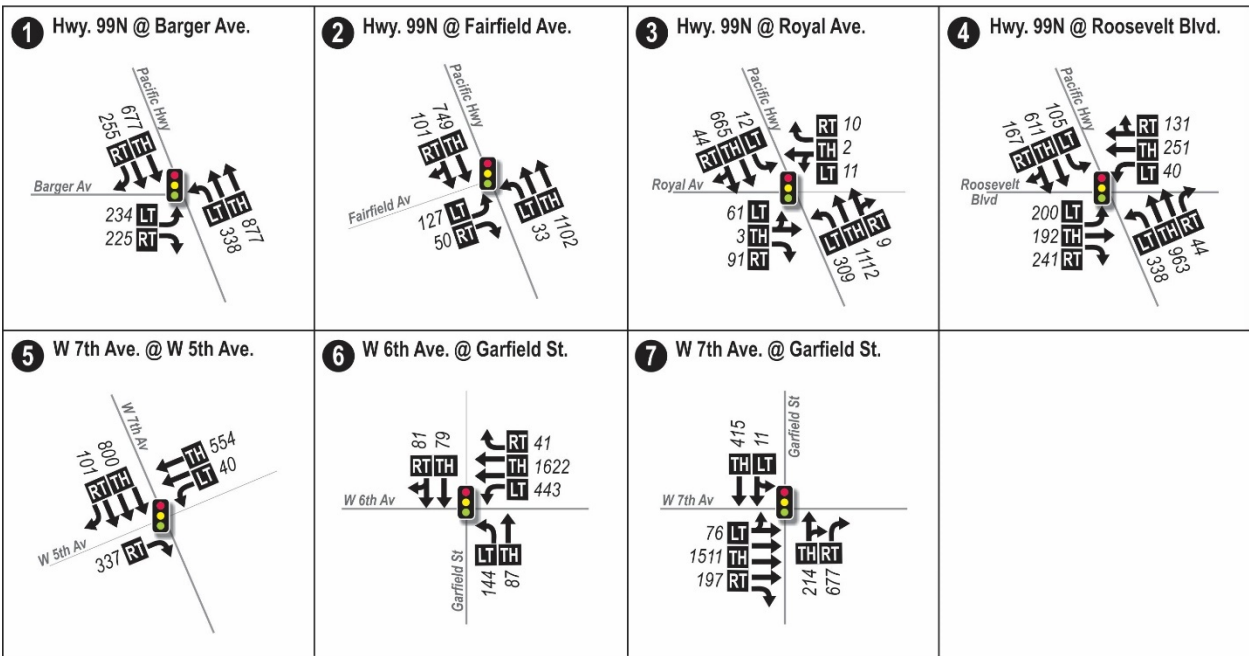 1 Hwy. 99N @ Barger Ave.
Pacific Hwy
677
255
RT TH
Barger Av
234 LT
225 RT
LT TH
338
877
2 Hwy. 99N @ Fairfield Ave.
Pacific Hwy
749
101
RT TH
Fairfield Av
127 LT
50 RT
LT TH
33
1102
3 Hwy. 99N @ Royal Ave.
Pacific Hwy
12
665
44
RT TH LT
RT 10
TH 2
LT 11
Royal Av
61 LT
3 TH
91 RT
LT TH RT
309
1112
9
4 Hwy. 99N @ Roosevelt Blvd.
Pacific Hwy
105
611
167
RT TH LT
RT 131
TH 251
LT 40
Roosevelt
Blvd
200 LT
192 TH
241 RT
LT TH RT
338
963
44
5 W 7th Ave. @ W 5th Ave.
W 7th Av
800
101
RT TH
TH 554
LT 40
W 5th Av
337 RT
6 W 6th Ave. @ Garfield St.
81 79
RT TH
RT 41
TH 1622
LT 443
W 6th Av
LT TH
144 87
Garfield St
7 W 7th Ave. @ Garfield St.
415 11
TH LT
Garfield St
W 7th Av
76 LT
1511 TH
197 RT
TH RT
214 677